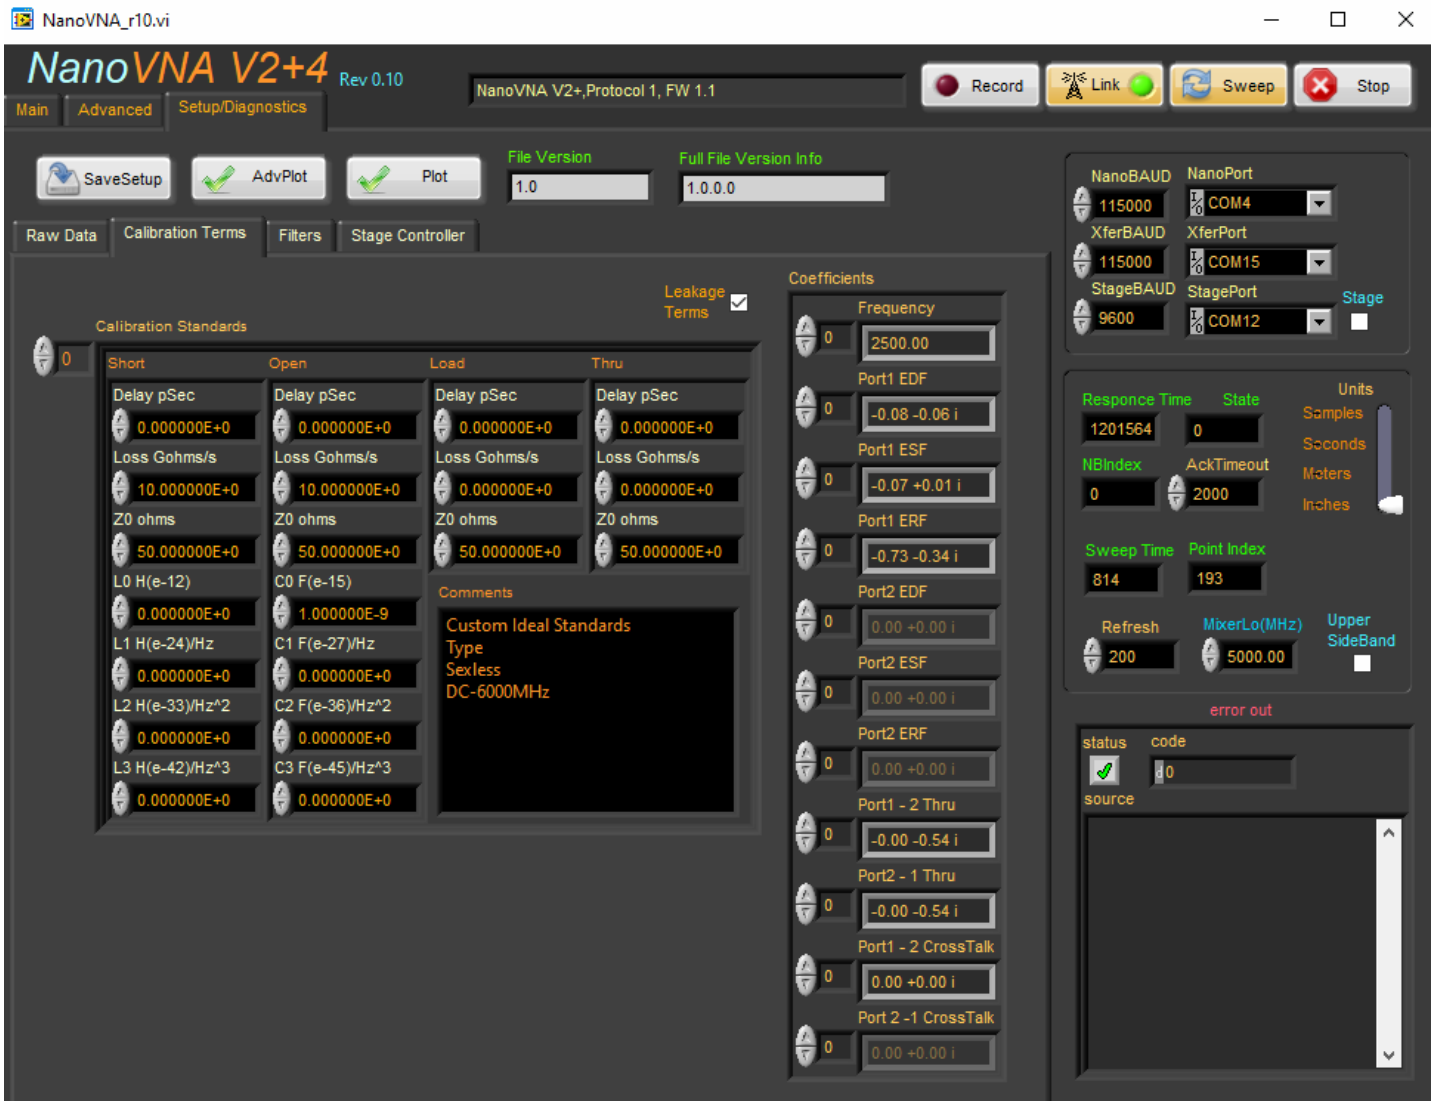 NanoVNA_r10.vi
NanoVNA V2+4 Rev 0.10
NanoVNA V2+,Protocol 1, FW 1.1
Record
Link
Sweep
Stop
Main Advanced Setup/Diagnostics
SaveSetup
AdvPlot
Plot
File Version
1.0
Full File Version Info
1.0.0.0
Raw Data Calibration Terms Filters Stage Controller
Leakage
Terms
Calibration Standards
0
Short
Delay pSec
0.000000E+0
Loss Gohms/s
10.000000E+0
Z0 ohms
50.000000E+0
L0 H(e-12)
0.000000E+0
L1 H(e-24)/Hz
0.000000E+0
L2 H(e-33)/Hz^2
0.000000E+0
L3 H(e-42)/Hz^3
0.000000E+0
Open
Delay pSec
0.000000E+0
Loss Gohms/s
10.000000E+0
Z0 ohms
50.000000E+0
C0 F(e-15)
1.000000E-9
C1 F(e-27)/Hz
0.000000E+0
C2 F(e-36)/Hz^2
0.000000E+0
C3 F(e-45)/Hz^3
0.000000E+0
Load
Delay pSec
0.000000E+0
Loss Gohms/s
0.000000E+0
Z0 ohms
50.000000E+0
Thru
Delay pSec
0.000000E+0
Loss Gohms/s
0.000000E+0
Z0 ohms
50.000000E+0
Comments
Custom Ideal Standards
Type
Sexless
DC-6000MHz
Coefficients
Frequency
0 2500.00
Port1 EDF
0 -0.08 -0.06 i
Port1 ESF
0 -0.07 +0.01 i
Port1 ERF
0 -0.73 -0.34 i
Port2 EDF
0 0.00 +0.00 i
Port2 ESF
0 0.00 +0.00 i
Port2 ERF
0 0.00 +0.00 i
Port1 - 2 Thru
0 -0.00 -0.54 i
Port2 - 1 Thru
0 -0.00 -0.54 i
Port1 - 2 CrossTalk
0 0.00 +0.00 i
Port 2 -1 CrossTalk
0 0.00 +0.00 i
NanoBAUD NanoPort
115000 I/O COM4
XferBAUD XferPort
115000 I/O COM15
StageBAUD StagePort Stage
9600 I/O COM12
Responce Time State
1201564 0
NBIndex AckTimeout
0 2000
Units
Samples
Seconds
Meters
Inches
Sweep Time Point Index
814 193
Refresh MixerLo(MHz)
200 5000.00
Upper
SideBand
error out
status code
d 0
source